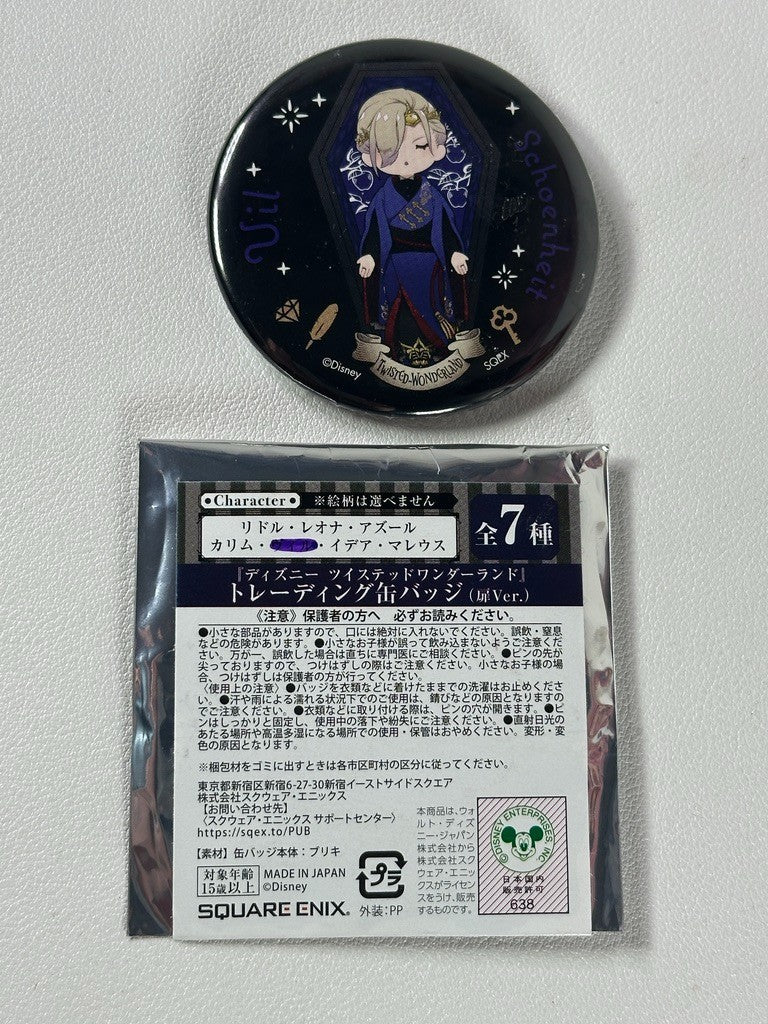 Vil
Schoenheit
©Disney
TWISTED-WONDERLAND
SQEX
Character
※絵柄は選べません
リドル・レオナ・アズール
カリム・
・イデア・マレウス
全7種
『ディズニー ツイステッドワンダーランド』
トレーディング缶バッジ(扉Ver.)
《注意》保護者の方へ 必ずお読みください。
●小さな部品がありますので、口には絶対に入れないでください。誤飲・窒息
などの危険があります。●小さなお子様が誤って飲み込まないようご注意くださ
い。万が一、誤飲した場合は直ちに専門医にご相談ください。●ピンの先が
尖っておりますので、つけはずしの際はご注意ください。小さなお子様の場
合、つけはずしは保護者の方が行ってください。
〈使用上の注意〉●バッジを衣類などに着けたままでの洗濯はお止めくださ
い。●汗や雨による濡れる状況下でのご使用は、錆びなどの原因となりますの
でご注意ください。●衣類などに取り付ける際は、ピンの穴が開きます。●ピ
ンはしっかりと固定し、使用中の落下や紛失にご注意ください。●直射日光の
あたる場所や高温多湿になる場所での使用・保管はおやめください。変形・変
色の原因となります。
※梱包材をゴミに出すときは各市区町村の区分に従ってください。
東京都新宿区新宿6-27-30新宿イーストサイドスクエア
株式会社スクウェア・エニックス
【お問い合わせ先】
〈スクウェア・エニックス サポートセンター〉
https://sqex.to/PUB
【素材】缶バッジ本体:ブリキ
対象年齢
15歳以上
MADE IN JAPAN
©Disney
SQUARE ENIX.
プラ
外装:PP
本商品は、ウォ
ルト・ディズ
ニー・ジャパン
株式会社から
株式会社スク
ウェア・エニッ
クスがライセン
スをうけ、販売
するものです。
©DISNEY ENTERPRISES, INC.
日本国内
販売許可
638